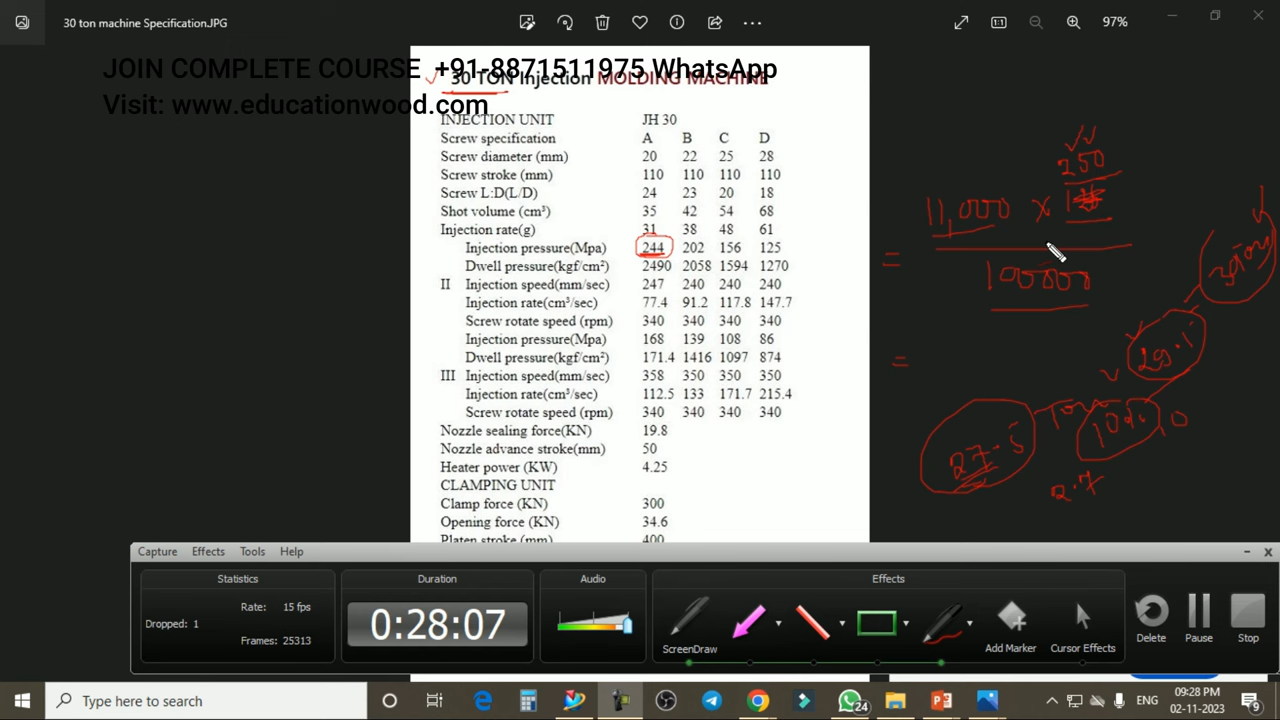 30 ton machine Specification.JPG
97%
JOIN COMPLETE COURSE +91-8871511975 WhatsApp
Visit: www.educationwood.com
30 TON Injection MOLDING MACHINE
INJECTION UNIT JH 30
Screw specification A B C D
Screw diameter (mm) 20 22 25 28
Screw stroke (mm) 110 110 110 110
Screw L:D(L/D) 24 23 20 18
Shot volume (cm³) 35 42 54 68
Injection rate(g) 31 38 48 61
Injection pressure(Mpa) 244 202 156 125
Dwell pressure(kgf/cm²) 2490 2058 1594 1270
II Injection speed(mm/sec) 247 240 240 240
Injection rate(cm³/sec) 77.4 91.2 117.8 147.7
Screw rotate speed (rpm) 340 340 340 340
Injection pressure(Mpa) 168 139 108 86
Dwell pressure(kgf/cm²) 171.4 1416 1097 874
III Injection speed(mm/sec) 358 350 350 350
Injection rate(cm³/sec) 112.5 133 171.7 215.4
Screw rotate speed (rpm) 340 340 340 340
Nozzle sealing force(KN) 19.8
Nozzle advance stroke(mm) 50
Heater power (KW) 4.25
CLAMPING UNIT
Clamp force (KN) 300
Opening force (KN) 34.6
Platen stroke (mm) 400
250
11,000 x
= 100000
=
29.1
27.5
10%
2.7
Capture Effects Tools Help
Statistics Duration Audio Effects
Rate: 15 fps
Dropped: 1
Frames: 25313
0:28:07
ScreenDraw Add Marker Cursor Effects Delete Pause Stop
Type here to search
24
ENG
09:28 PM
02-11-2023
9